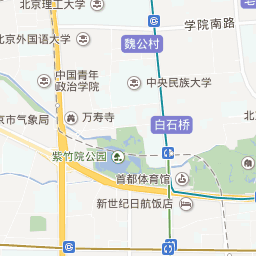 北京理工大学
学院南路
京外国语大学
魏公村
中国青年
政治学院
中央民族大学
京市气象局
万寿寺
白石桥
紫竹院公园
首都体育馆
新世纪日航饭店